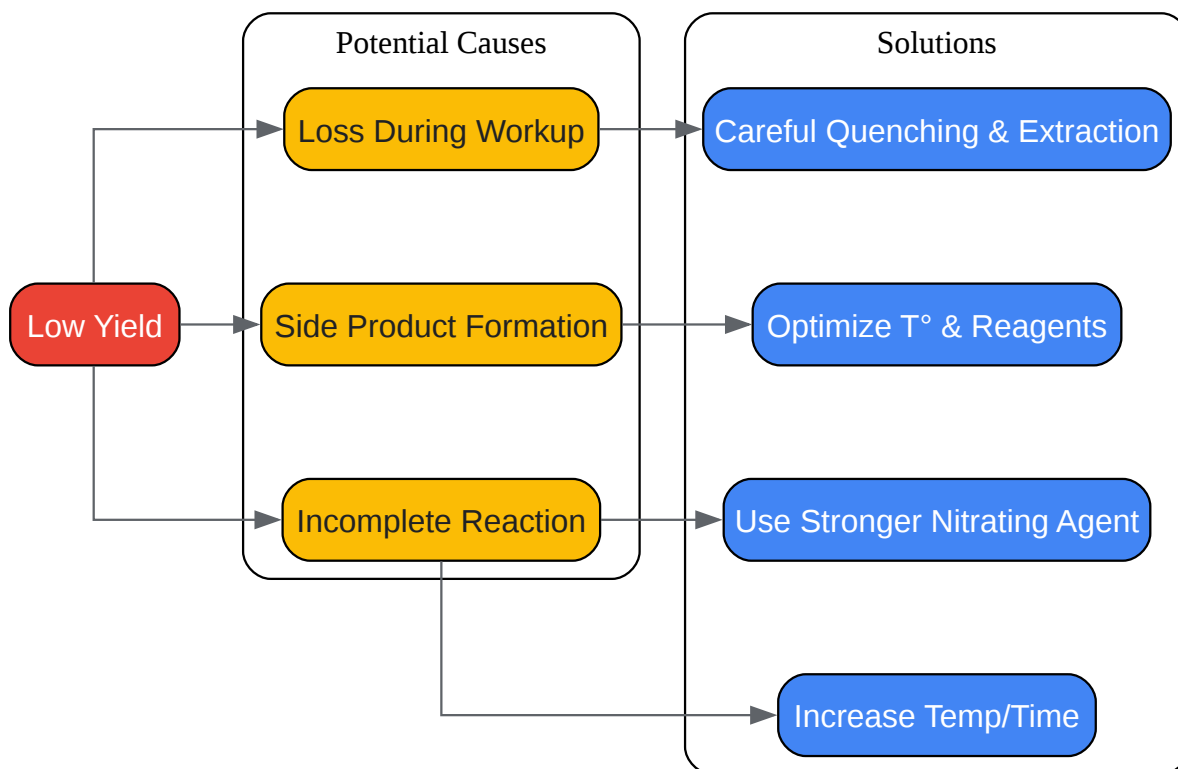 Potential Causes
Solutions
Loss During Workup
Careful Quenching & Extraction
Low Yield
Side Product Formation
Optimize T° & Reagents
Incomplete Reaction
Use Stronger Nitrating Agent
Increase Temp/Time